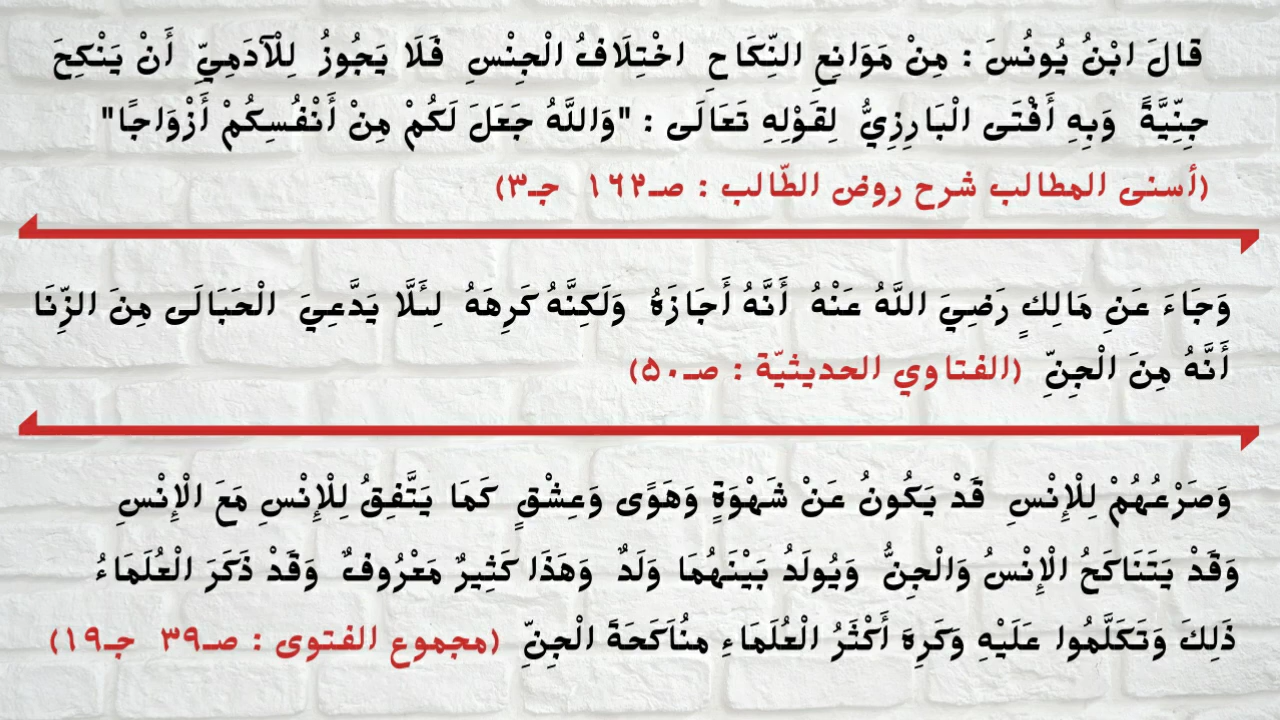 قَالَ ابْنُ يُونُسَ : مِنْ مَوَانِعِ النِّكَاحِ اخْتِلَافُ الْجِنْسِ فَلَا يَجُوزُ لِلْآدَمِيِّ أَنْ يَنْكِحَ
جِنِّيَّةً وَبِهِ أَفْتَى الْبَارِزِيُّ لِقَوْلِهِ تَعَالَى : "وَاللَّهُ جَعَلَ لَكُمْ مِنْ أَنْفُسِكُمْ أَزْوَاجًا"
(أسنى المطالب شرح روض الطّالب : صـ١٦٢ جـ٣)
وَجَاءَ عَنِ مَالِكٍ رَضِيَ اللَّهُ عَنْهُ أَنَّهُ أَجَازَهُ وَلَكِنَّهُ كَرِهَهُ لِئَلَّا يَدَّعِيَ الْحَبَالَى مِنَ الزِّنَا
أَنَّهُ مِنَ الْجِنِّ (الفتاوي الحديثيّة : صـ٥٠)
وَصَرْعُهُمْ لِلْإِنْسِ قَدْ يَكُونُ عَنْ شَهْوَةٍ وَهَوًى وَعِشْقٍ كَمَا يَتَّفِقُ لِلْإِنْسِ مَعَ الْإِنْسِ
وَقَدْ يَتَنَاكَحُ الْإِنْسُ وَالْجِنُّ وَيُولَدُ بَيْنَهُمَا وَلَدٌ وَهَذَا كَثِيرٌ مَعْرُوفٌ وَقَدْ ذَكَرَ الْعُلَمَاءُ
ذَلِكَ وَتَكَلَّمُوا عَلَيْهِ وَكَرِهَ أَكْثَرُ الْعُلَمَاءِ مُنَاكَحَةَ الْجِنِّ (مجموع الفتوى : صـ٣٩ جـ١٩)